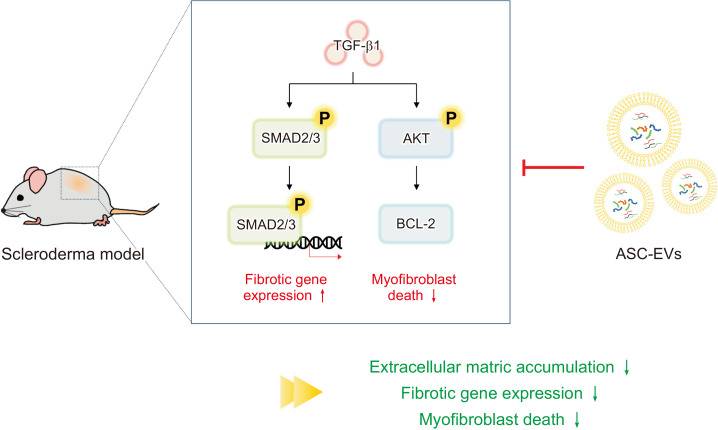 TGF-β1
P
P
SMAD2/3
AKT
P
SMAD2/3
BCL-2
Fibrotic gene
expression ↑
Myofibroblast
death ↓
Scleroderma model
ASC-EVs
Extracellular matric accumulation ↓
Fibrotic gene expression ↓
Myofibroblast death ↓